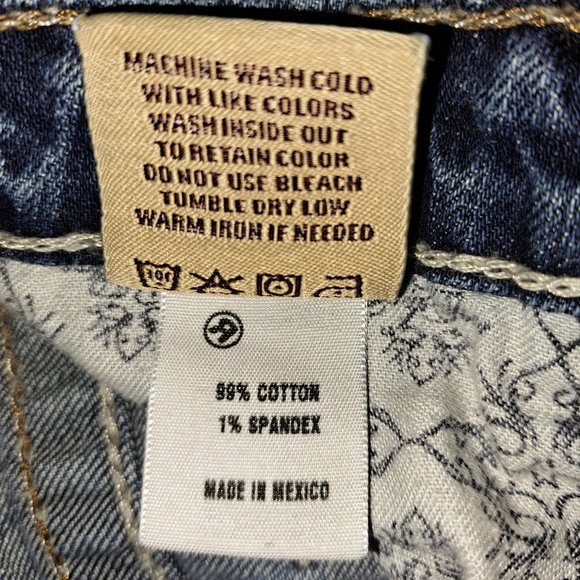 MACHINE WASH COLD
WITH LIKE COLORS
WASH INSIDE OUT
TO RETAIN COLOR
DO NOT USE BLEACH
TUMBLE DRY LOW
WARM IRON IF NEEDED
99% COTTON
1% SPANDEX
MADE IN MEXICO